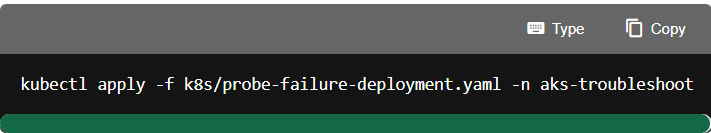 Type Copy
kubectl apply -f k8s/probe-failure-deployment.yaml -n aks-troubleshoot